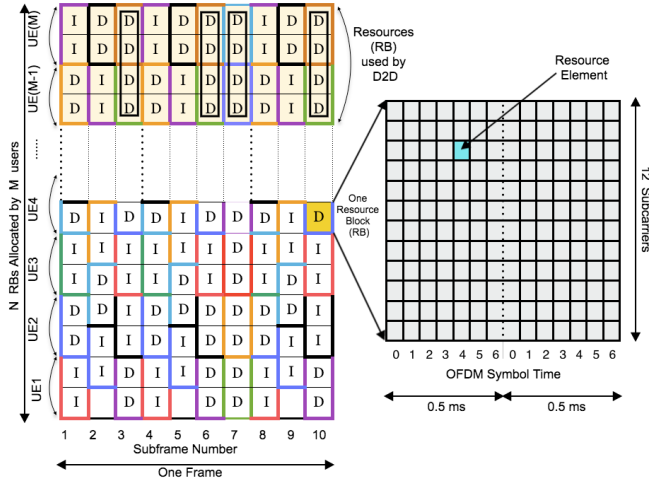 UE(M)
UE(M-1)
......
UE4
UE3
UE2
UE1
N RBs Allocated by M users
I D D I D D D I D D
I D D I D D D I D D
D I D D I D D D I D
D I D D I D D D I D
D I D D I D D D I D
I I I I I I D I I I
I D I I D I D I D I
D D I D D D D D D I
D I I D I D D D I I
I I D I I D D I I D
I D I D D I D
1 2 3 4 5 6 7 8 9 10
Subframe Number
One Frame
Resources
(RB)
used by
D2D
One
Resource
Block
(RB)
Resource
Element
12 Subcarriers
0 1 2 3 4 5 6 0 1 2 3 4 5 6
OFDM Symbol Time
0.5 ms 0.5 ms